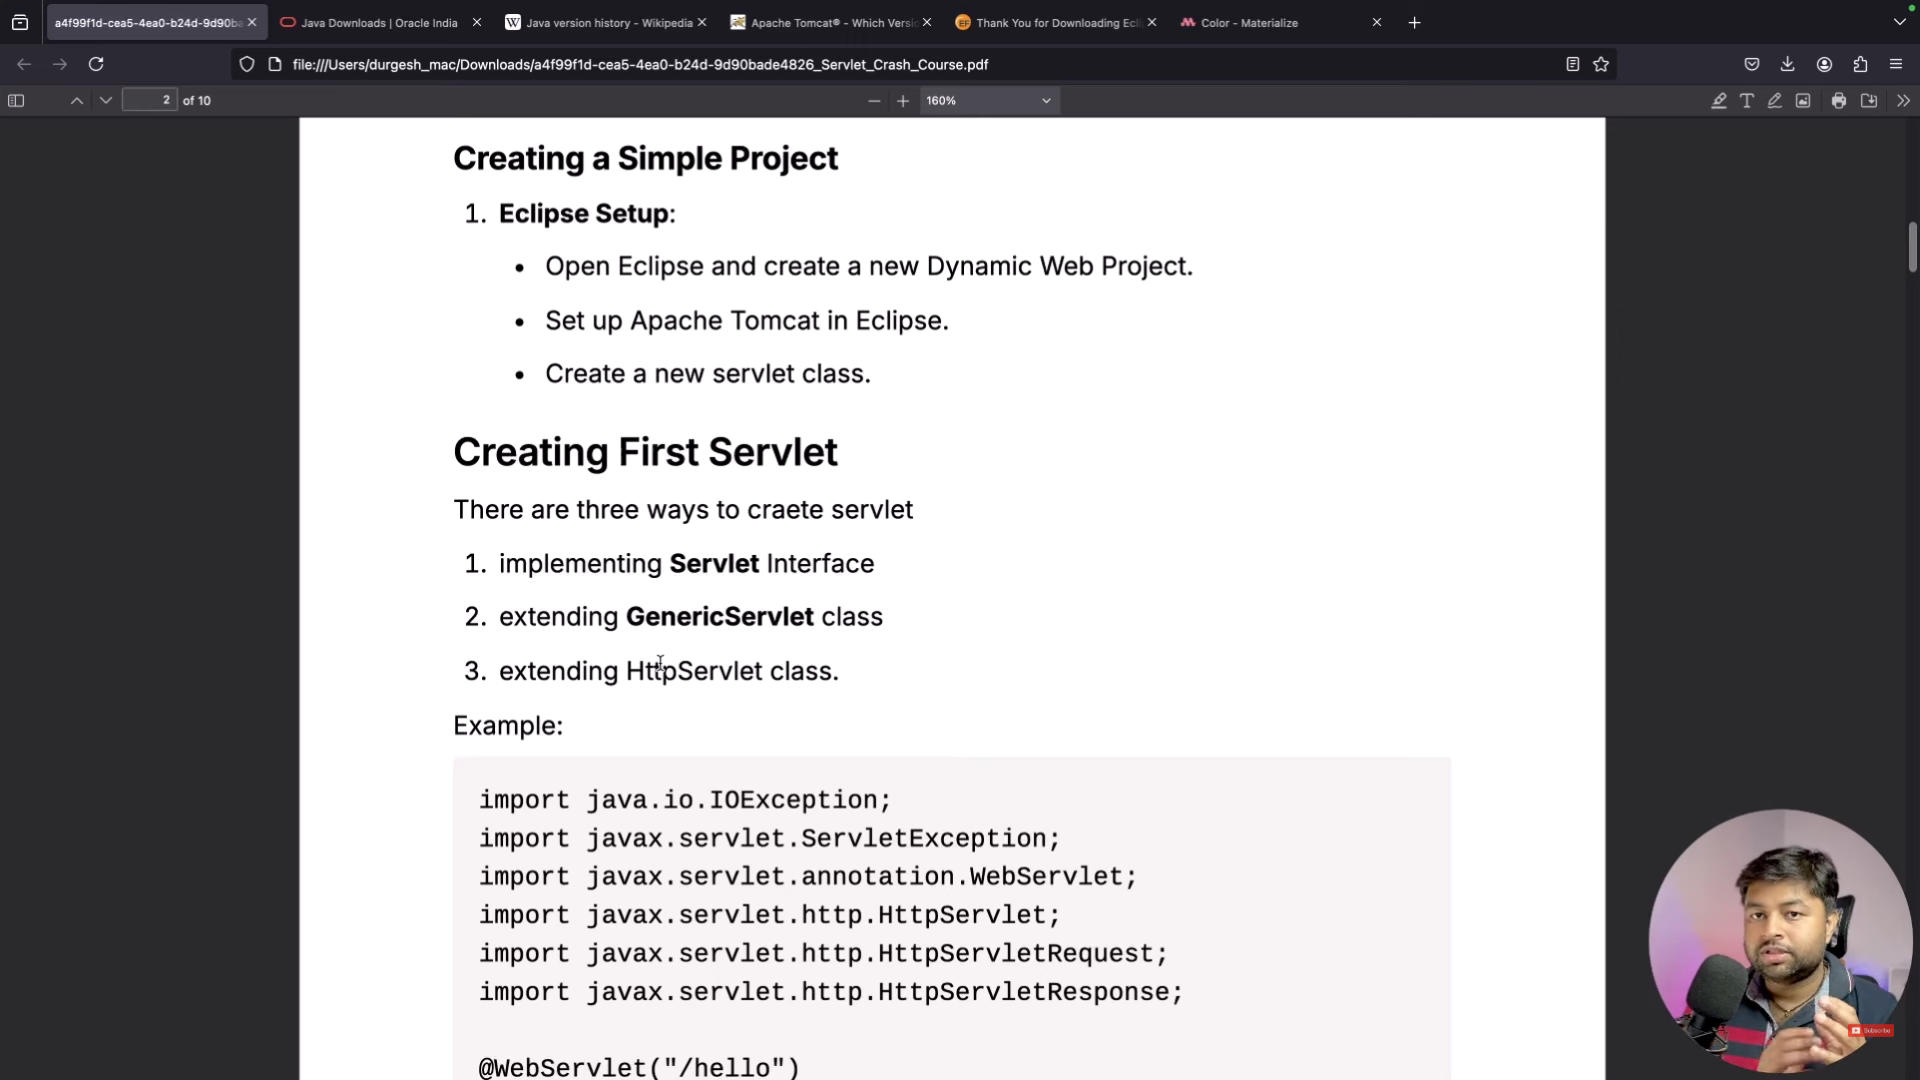 a4f99f1d-cea5-4ea0-b24d-9d90ba
Java Downloads | Oracle India
Java version history - Wikipedia
Apache Tomcat® - Which Versi
Thank You for Downloading Ecl
Color - Materialize
file:///Users/durgesh_mac/Downloads/a4f99f1d-cea5-4ea0-b24d-9d90bade4826_Servlet_Crash_Course.pdf
2 of 10
160%
Creating a Simple Project
1. Eclipse Setup:
• Open Eclipse and create a new Dynamic Web Project.
• Set up Apache Tomcat in Eclipse.
• Create a new servlet class.
Creating First Servlet
There are three ways to craete servlet
1. implementing Servlet Interface
2. extending GenericServlet class
3. extending HttpServlet class.
Example:
import java.io.IOException;
import javax.servlet.ServletException;
import javax.servlet.annotation.WebServlet;
import javax.servlet.http.HttpServlet;
import javax.servlet.http.HttpServletRequest;
import javax.servlet.http.HttpServletResponse;
@WebServlet("/hello")
Subscribe